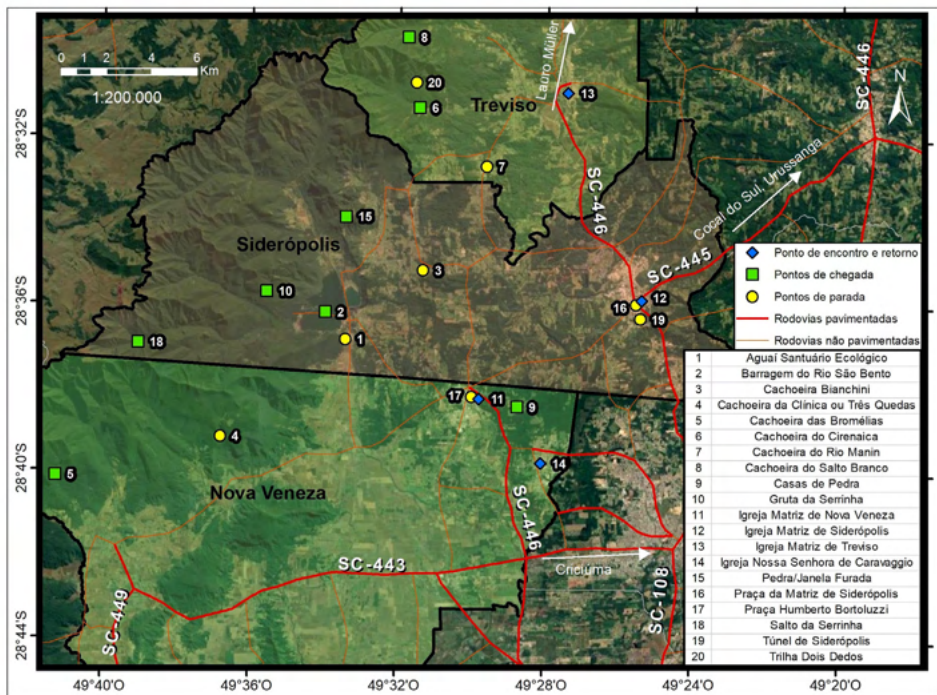 8
20
6
Treviso
13
Lauro Müller
SC-446
N
0 2 4 6
Km
1:200.000
28°32'S
7
SC-446
Cocal do Sul, Urussanga
15
Siderópolis
3
SC-445
10
2
12
16
19
28°36'S
1
18
Ponto de encontro e retorno
Pontos de chegada
Pontos de parada
Rodovias pavimentadas
Rodovias não pavimentadas
17
11
9
4
14
28°40'S
5
Nova Veneza
SC-446
SC-443
Criciúma
SC-449
SC-108
28°44'S
1 Aguaí Santuário Ecológico
2 Barragem do Rio São Bento
3 Cachoeira Bianchini
4 Cachoeira da Clínica ou Três Quedas
5 Cachoeira das Bromélias
6 Cachoeira do Cirenaica
7 Cachoeira do Rio Manin
8 Cachoeira do Salto Branco
9 Casas de Pedra
10 Gruta da Serrinha
11 Igreja Matriz de Nova Veneza
12 Igreja Matriz de Siderópolis
13 Igreja Matriz de Treviso
14 Igreja Nossa Senhora de Caravaggio
15 Pedra/Janela Furada
16 Praça da Matriz de Siderópolis
17 Praça Humberto Bortoluzzi
18 Salto da Serrinha
19 Túnel de Siderópolis
20 Trilha Dois Dedos
49°40'O 49°36'O 49°32'O 49°28'O 49°24'O 49°20'O